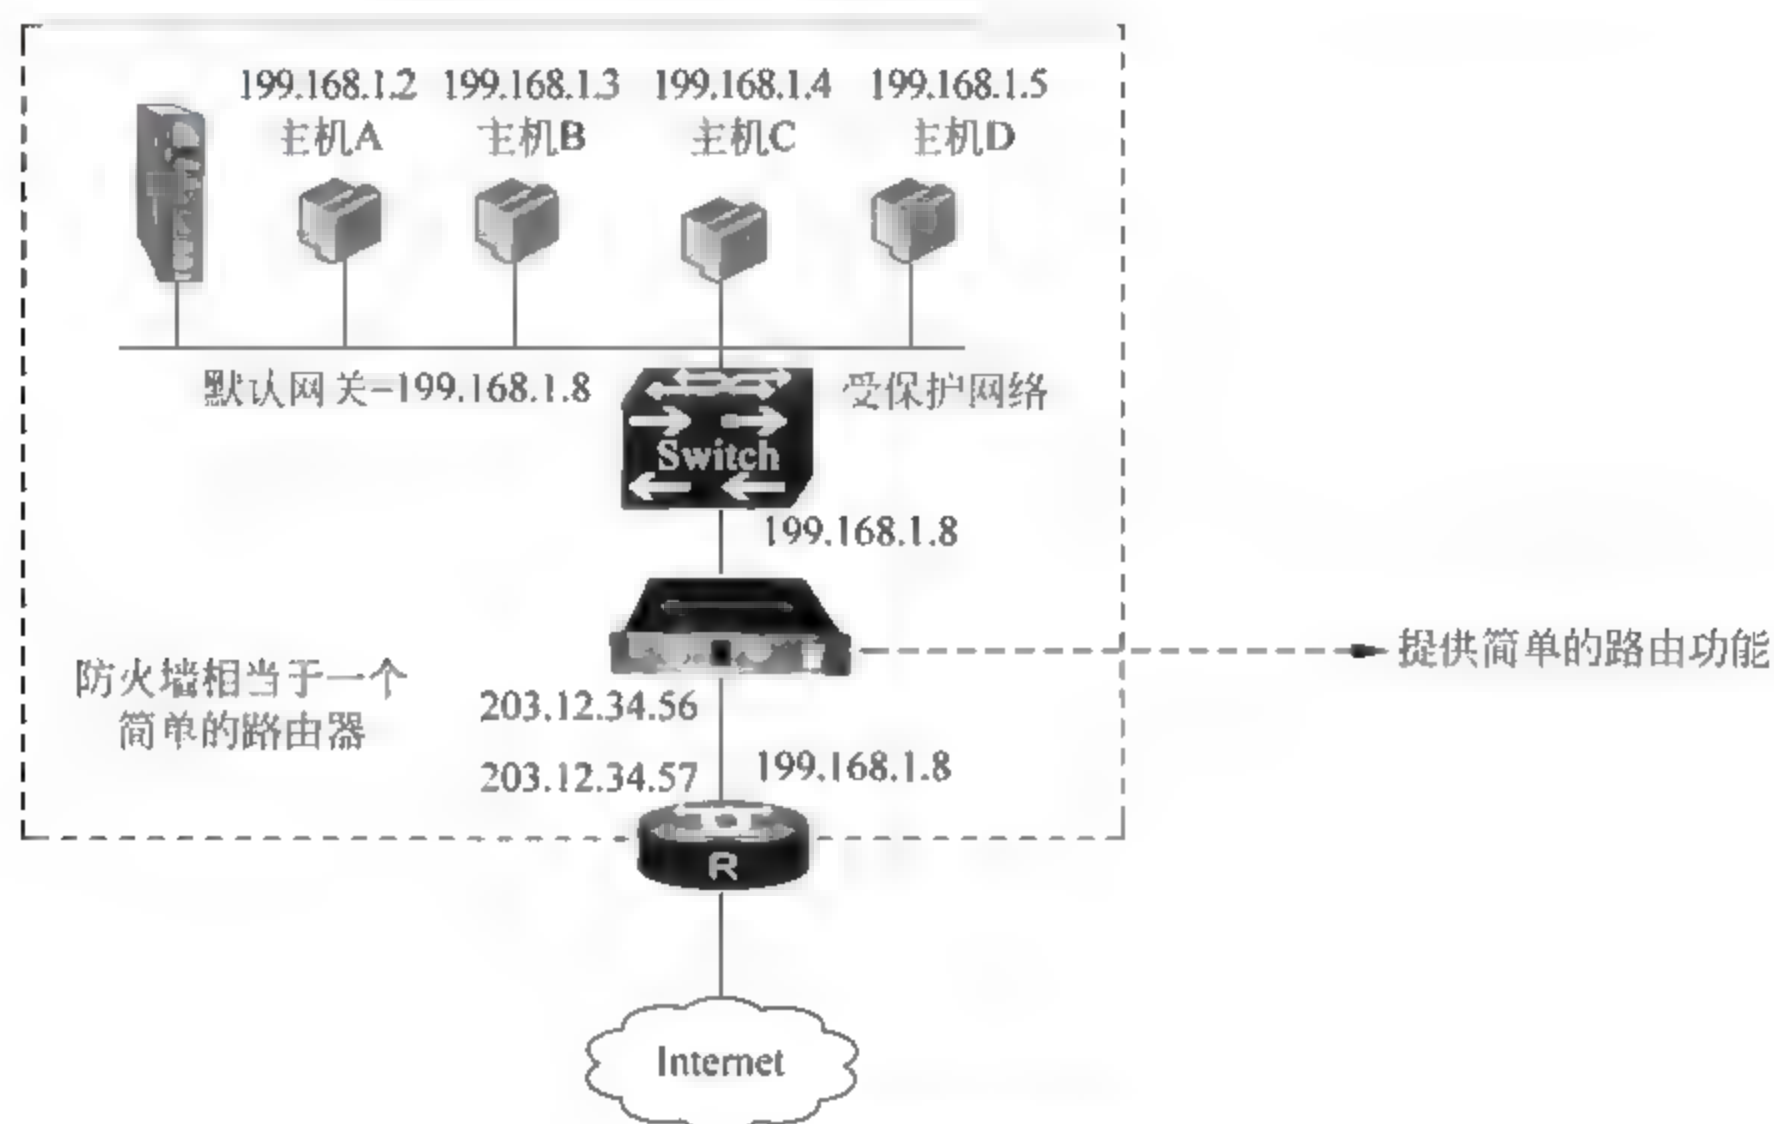 199.168.1.2 199.168.1.3 199.168.1.4 199.168.1.5
主机A 主机B 主机C 主机D
默认网关=199.168.1.8
受保护网络
Switch
199.168.1.8
提供简单的路由功能
防火墙相当于一个
简单的路由器
203.12.34.56
203.12.34.57
199.168.1.8
R
Internet